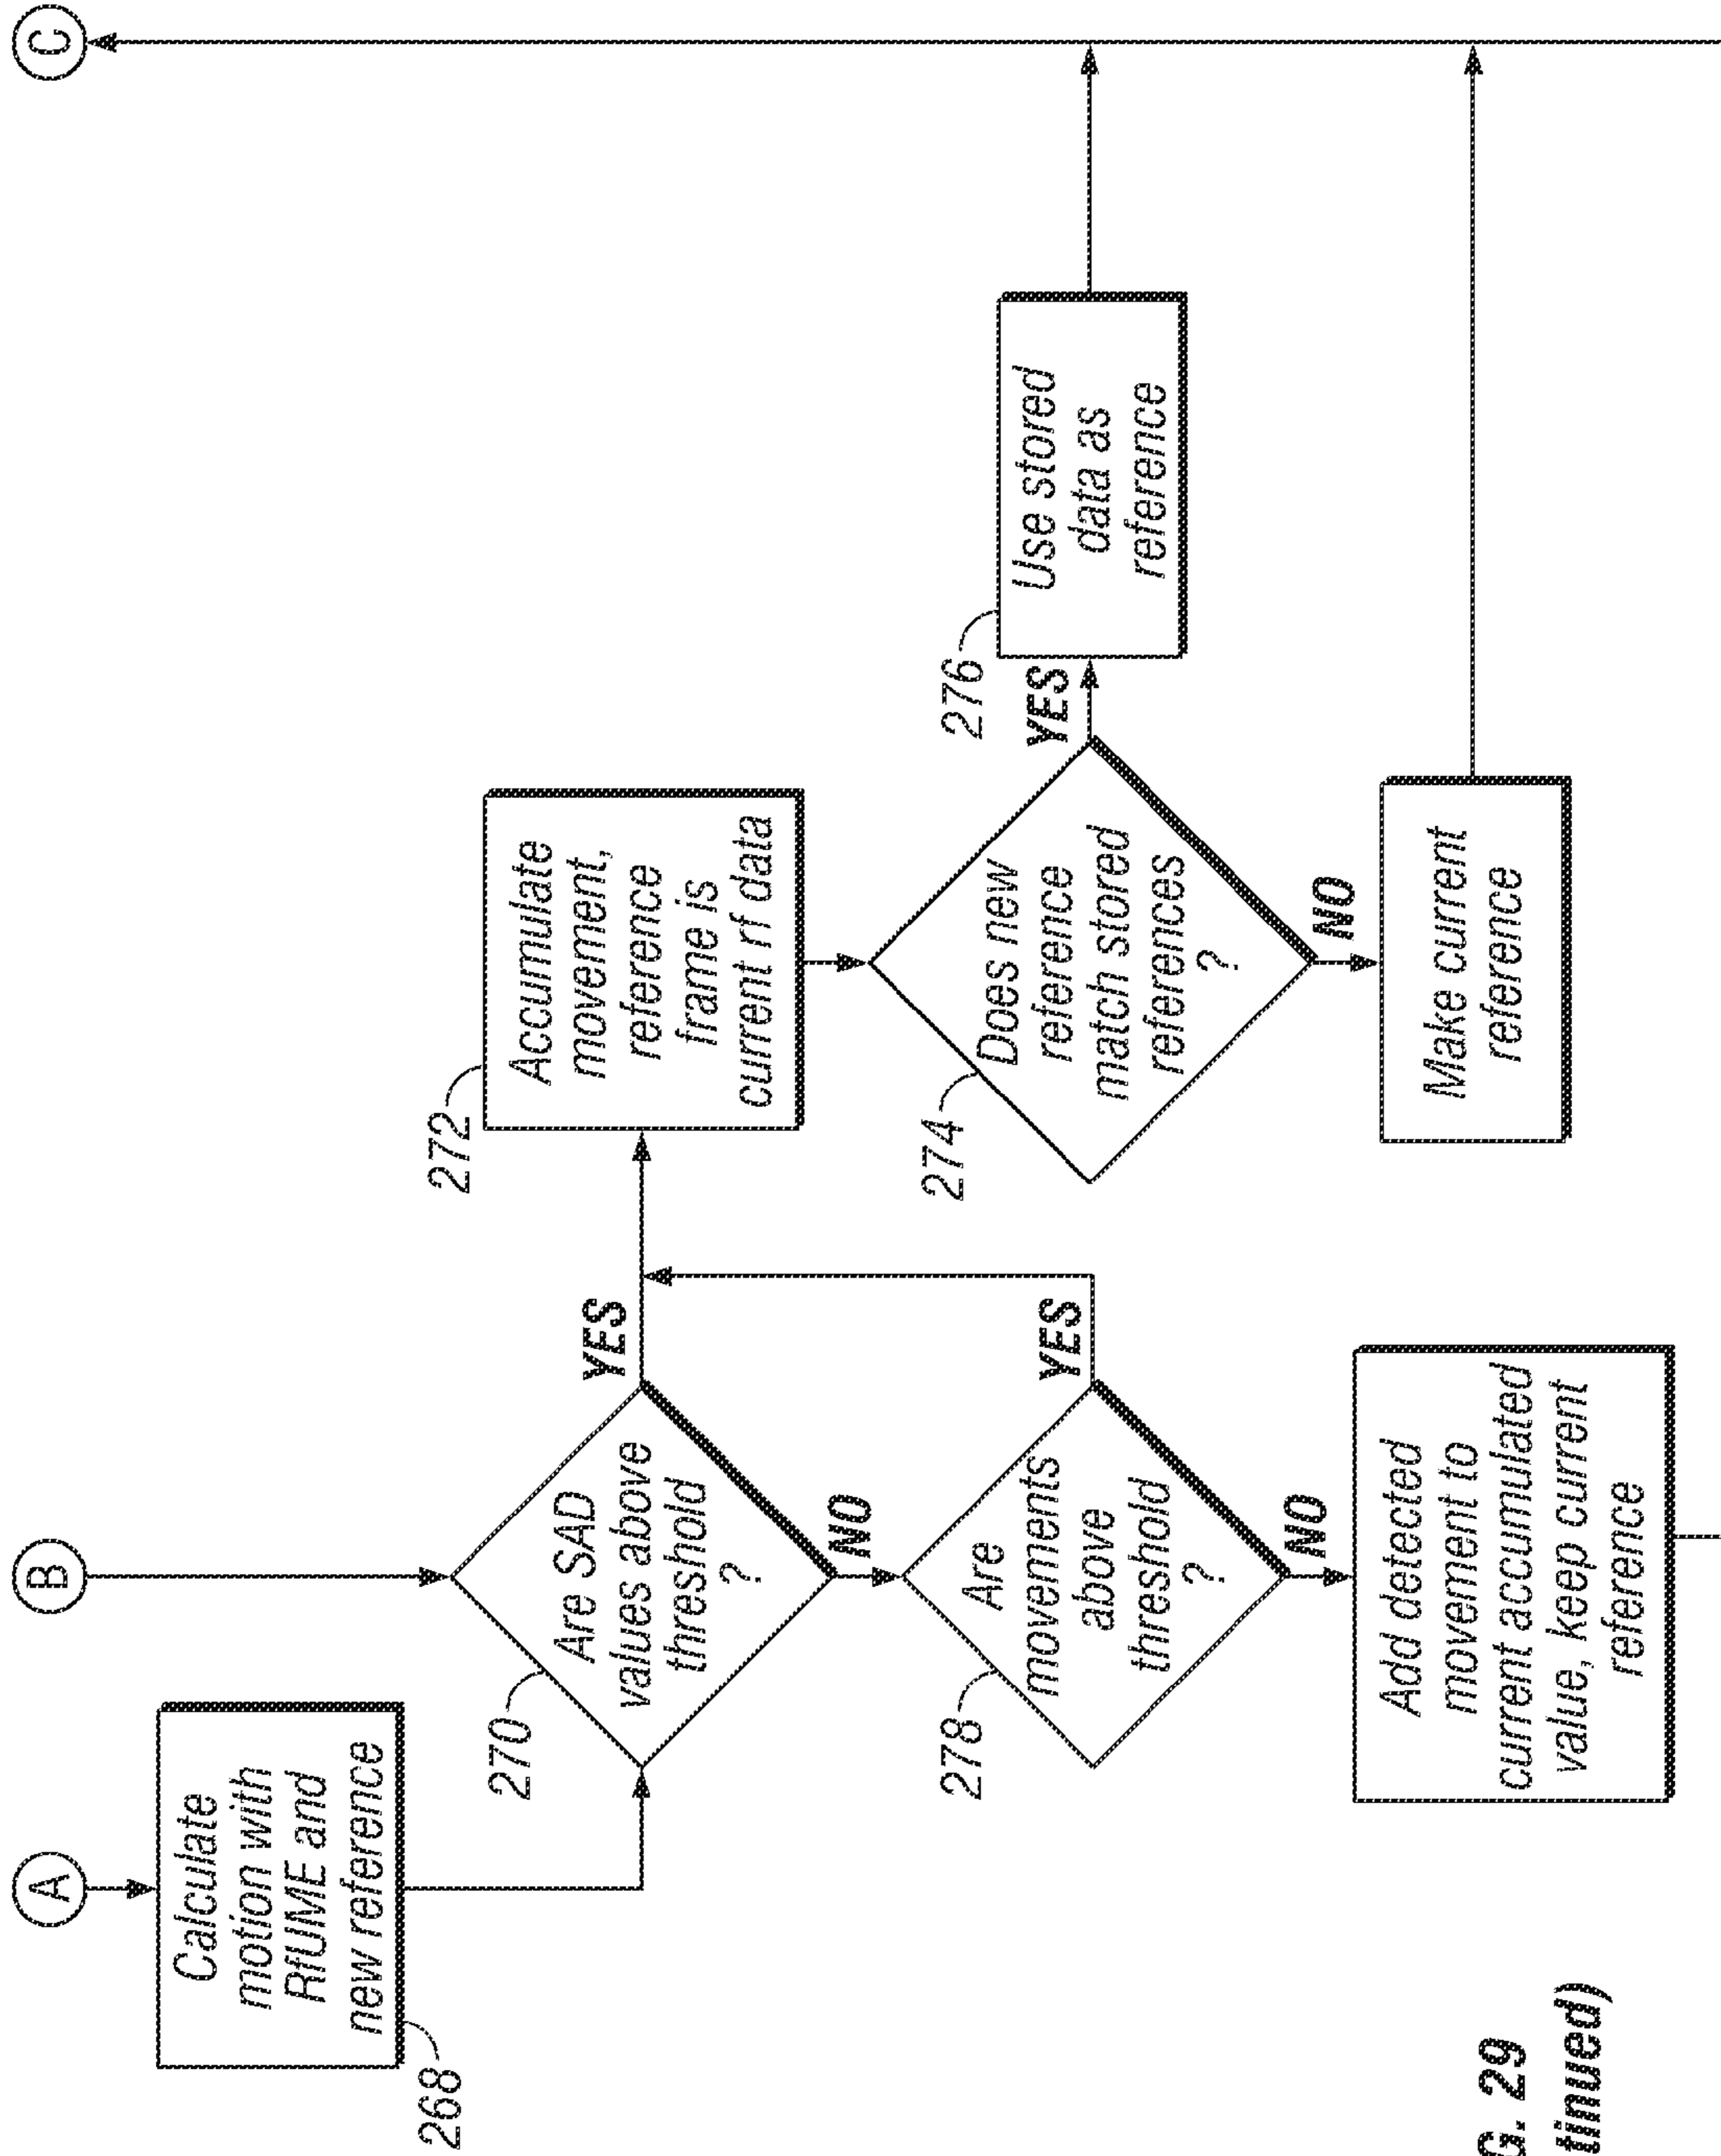 A
B
C
Calculate
motion with
RfUME and
new reference
268
Are SAD
values above
threshold
?
270
YES
NO
Accumulate
movement,
reference
frame is
current rf data
272
Are
movements
above
threshold
?
278
YES
NO
Does new
reference
match stored
references
?
274
YES
NO
Use stored
data as
reference
276
Add detected
movement to
current accumulated
value, keep current
reference
Make current
reference
G. 29
tinued)